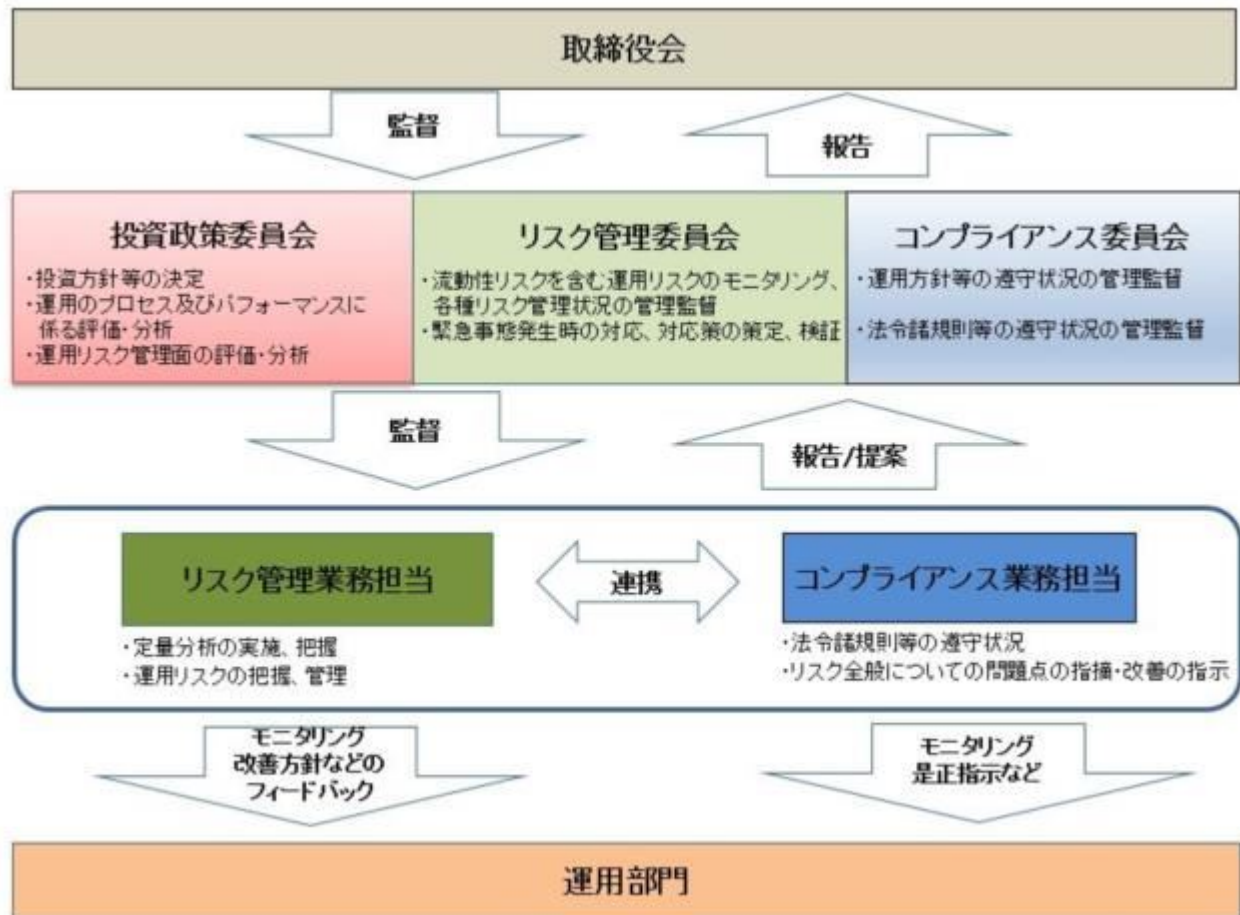 取締役会
監督
報告
投資政策委員会
・投資方針等の決定
・運用のプロセス及びパフォーマンスに
係る評価・分析
・運用リスク管理面の評価・分析
リスク管理委員会
・流動性リスクを含む運用リスクのモニタリング、
各種リスク管理状況の管理監督
・緊急事態発生時の対応、対応策の策定、検証
コンプライアンス委員会
・運用方針等の遵守状況の管理監督
・法令諸規則等の遵守状況の管理監督
監督
報告/提案
リスク管理業務担当
・定量分析の実施、把握
・運用リスクの把握、管理
連携
コンプライアンス業務担当
・法令諸規則等の遵守状況
・リスク全般についての問題点の指摘・改善の指示
モニタリング
改善方針などの
フィードバック
モニタリング
是正指示など
運用部門